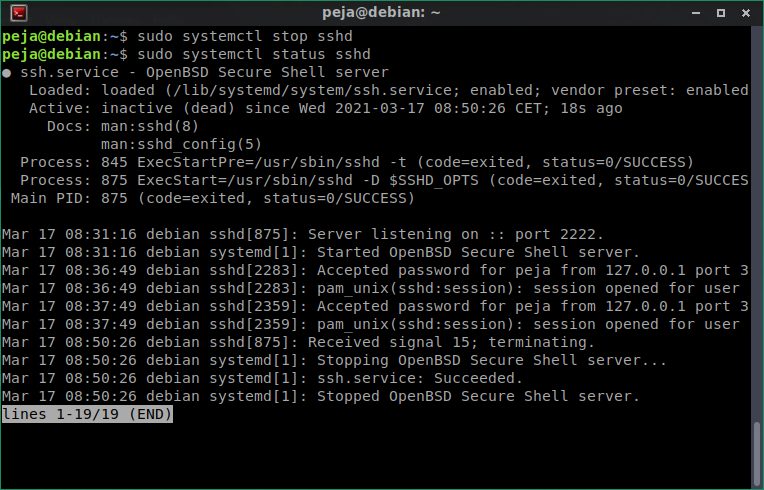 peja@debian: ~
peja@debian:~$ sudo systemctl stop sshd
peja@debian:~$ sudo systemctl status sshd
● ssh.service - OpenBSD Secure Shell server
   Loaded: loaded (/lib/systemd/system/ssh.service; enabled; vendor preset: enabled
   Active: inactive (dead) since Wed 2021-03-17 08:50:26 CET; 18s ago
     Docs: man:sshd(8)
           man:sshd_config(5)
  Process: 845 ExecStartPre=/usr/sbin/sshd -t (code=exited, status=0/SUCCESS)
  Process: 875 ExecStart=/usr/sbin/sshd -D $SSHD_OPTS (code=exited, status=0/SUCCES
 Main PID: 875 (code=exited, status=0/SUCCESS)

Mar 17 08:31:16 debian sshd[875]: Server listening on :: port 2222.
Mar 17 08:31:16 debian systemd[1]: Started OpenBSD Secure Shell server.
Mar 17 08:36:49 debian sshd[2283]: Accepted password for peja from 127.0.0.1 port 3
Mar 17 08:36:49 debian sshd[2283]: pam_unix(sshd:session): session opened for user
Mar 17 08:37:49 debian sshd[2359]: Accepted password for peja from 127.0.0.1 port 3
Mar 17 08:37:49 debian sshd[2359]: pam_unix(sshd:session): session opened for user
Mar 17 08:50:26 debian sshd[875]: Received signal 15; terminating.
Mar 17 08:50:26 debian systemd[1]: Stopping OpenBSD Secure Shell server...
Mar 17 08:50:26 debian systemd[1]: ssh.service: Succeeded.
Mar 17 08:50:26 debian systemd[1]: Stopped OpenBSD Secure Shell server.
lines 1-19/19 (END)